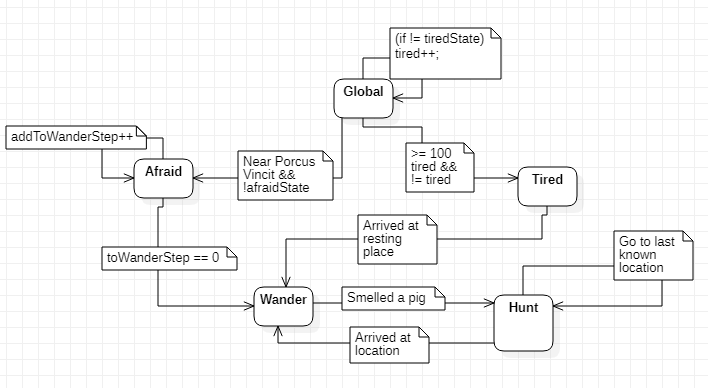 (if != tiredState)
tired++;
Global
addToWanderStep++
Afraid
Near Porcus
Vincit &&
!afraidState
>= 100
tired &&
!= tired
Tired
Arrived at
resting
place
Go to last
known
location
toWanderStep == 0
Wander
Smelled a pig
Hunt
Arrived at
location